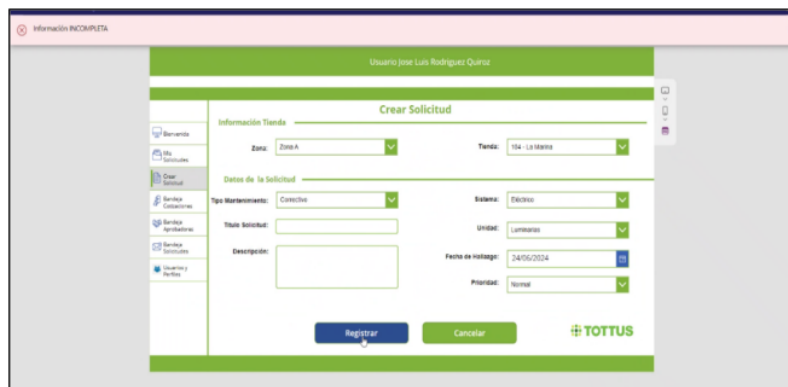 Información INCOMPLETA
Usuario Jose Luis Rodriguez Quiroz
Crear Solicitud
Información Tienda
Zona: Zona A
Tienda: 104 - La Marina
Datos de la Solicitud
Tipo Mantenimiento: Correctivo
Sistema: Eléctrico
Titulo Solicitud:
Unidad: Luminarias
Descripción:
Fecha de Hallazgo: 24/06/2024
Prioridad: Normal
Bienvenida
Mis
Solicitudes
Crear
Solicitud
Bandeja
Cotizaciones
Bandeja
Aprobadores
Bandeja
Solicitudes
Usuarios y
Perfiles
Registrar
Cancelar
TOTTUS